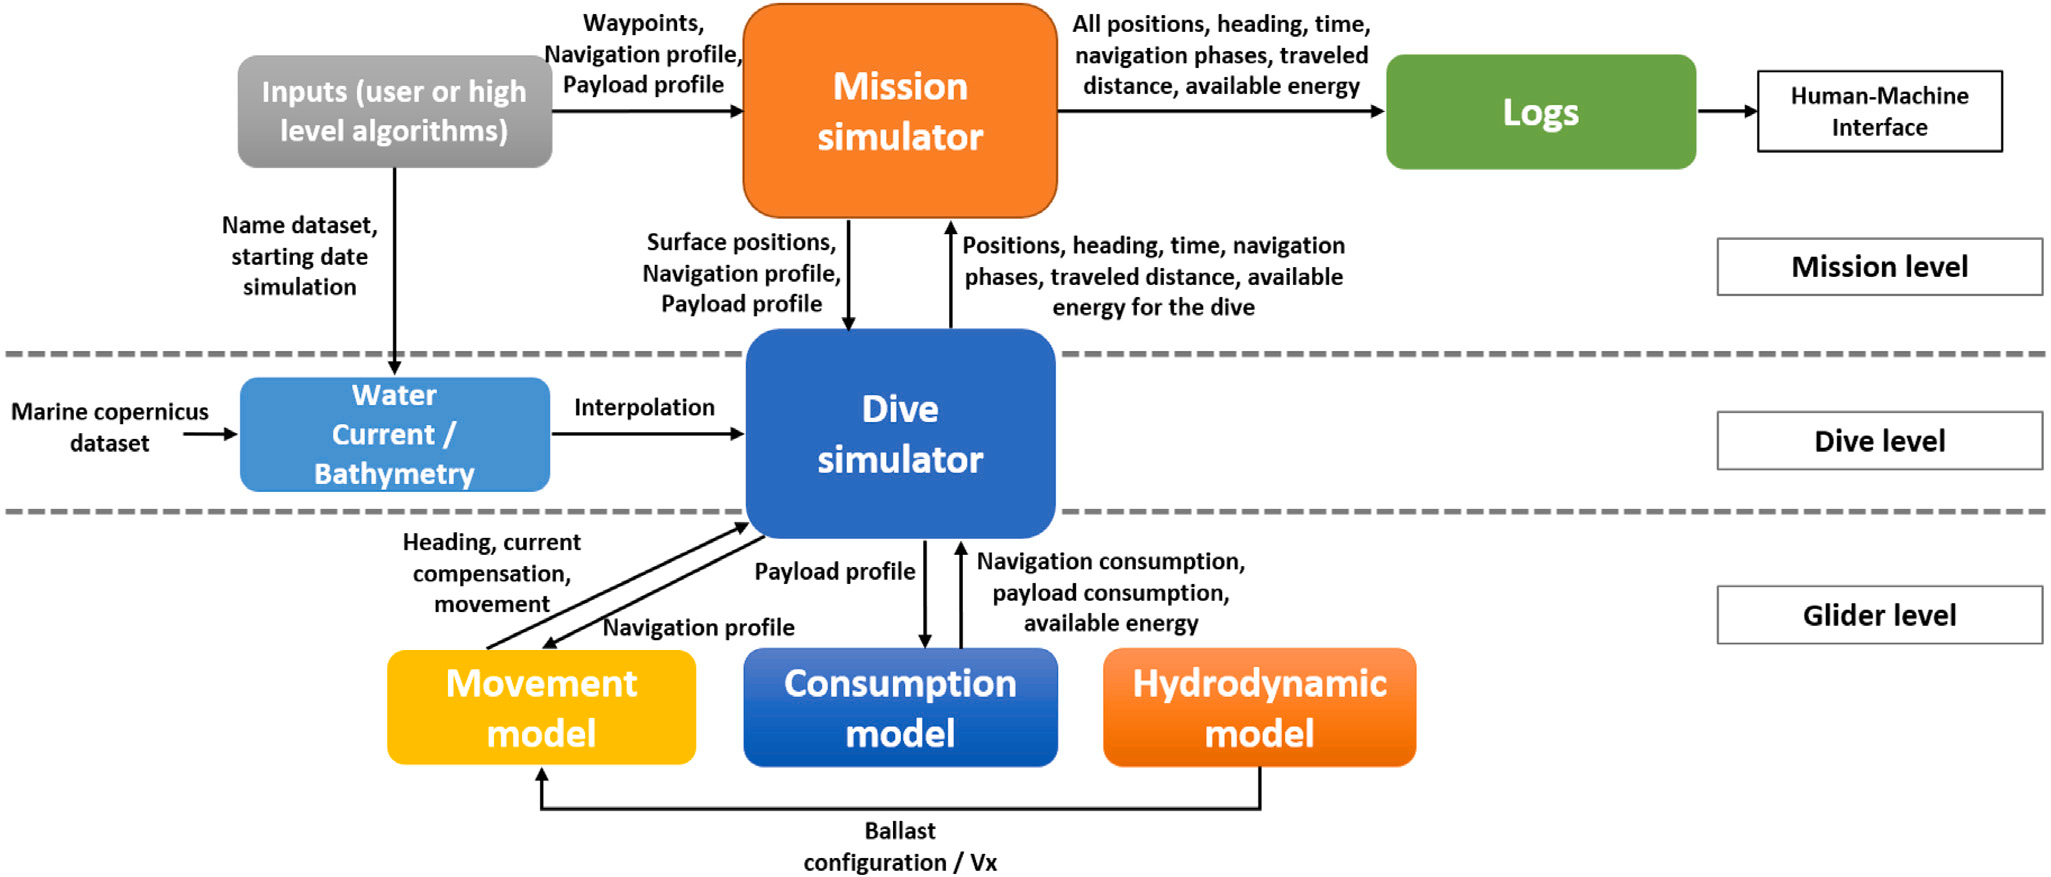 Waypoints,
Navigation profile,
Payload profile
All positions, heading, time,
navigation phases, traveled
distance, available energy
Inputs (user or high
level algorithms)
Mission
simulator
Logs
Human-Machine
Interface
Name dataset,
starting date
simulation
Surface positions,
Navigation profile,
Payload profile
Positions, heading, time, navigation
phases, traveled distance, available
energy for the dive
Mission level
Marine copernicus
dataset
Water
Current /
Bathymetry
Interpolation
Dive
simulator
Dive level
Heading, current
compensation,
movement
Navigation profile
Payload profile
Navigation consumption,
payload consumption,
available energy
Glider level
Movement
model
Consumption
model
Hydrodynamic
model
Ballast
configuration / Vx